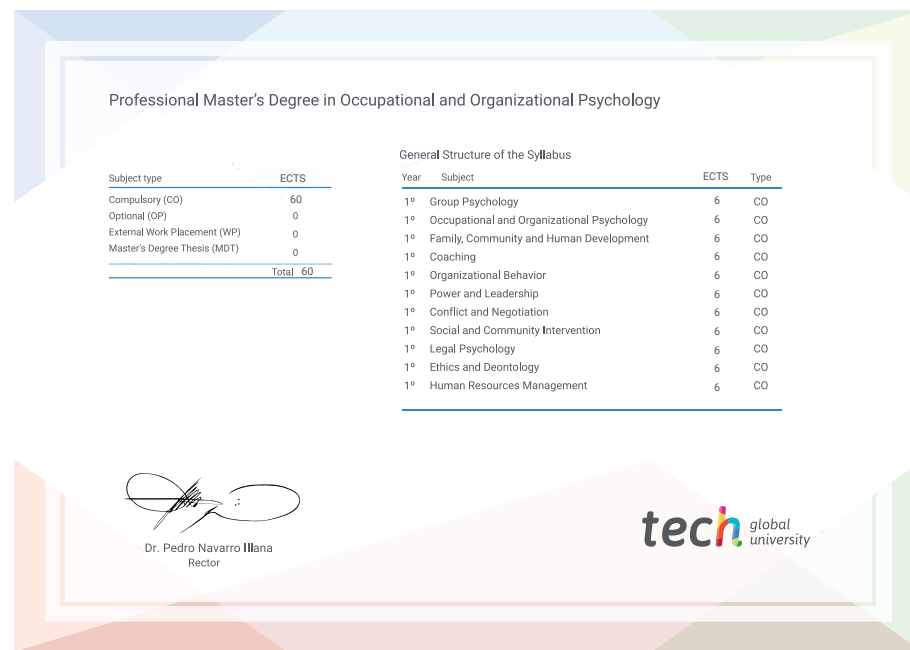 Professional Master's Degree in Occupational and Organizational Psychology
Subject type ECTS
Compulsory (CO) 60
Optional (OP) 0
External Work Placement (WP) 0
Master's Degree Thesis (MDT) 0
Total 60
General Structure of the Syllabus
Year Subject ECTS Type
1º Group Psychology 6 CO
1º Occupational and Organizational Psychology 6 CO
1º Family, Community and Human Development 6 CO
1º Coaching 6 CO
1º Organizational Behavior 6 CO
1º Power and Leadership 6 CO
1º Conflict and Negotiation 6 CO
1º Social and Community Intervention 6 CO
1º Legal Psychology 6 CO
1º Ethics and Deontology 6 CO
1º Human Resources Management 6 CO
Dr. Pedro Navarro Illana
Rector
tech global
university